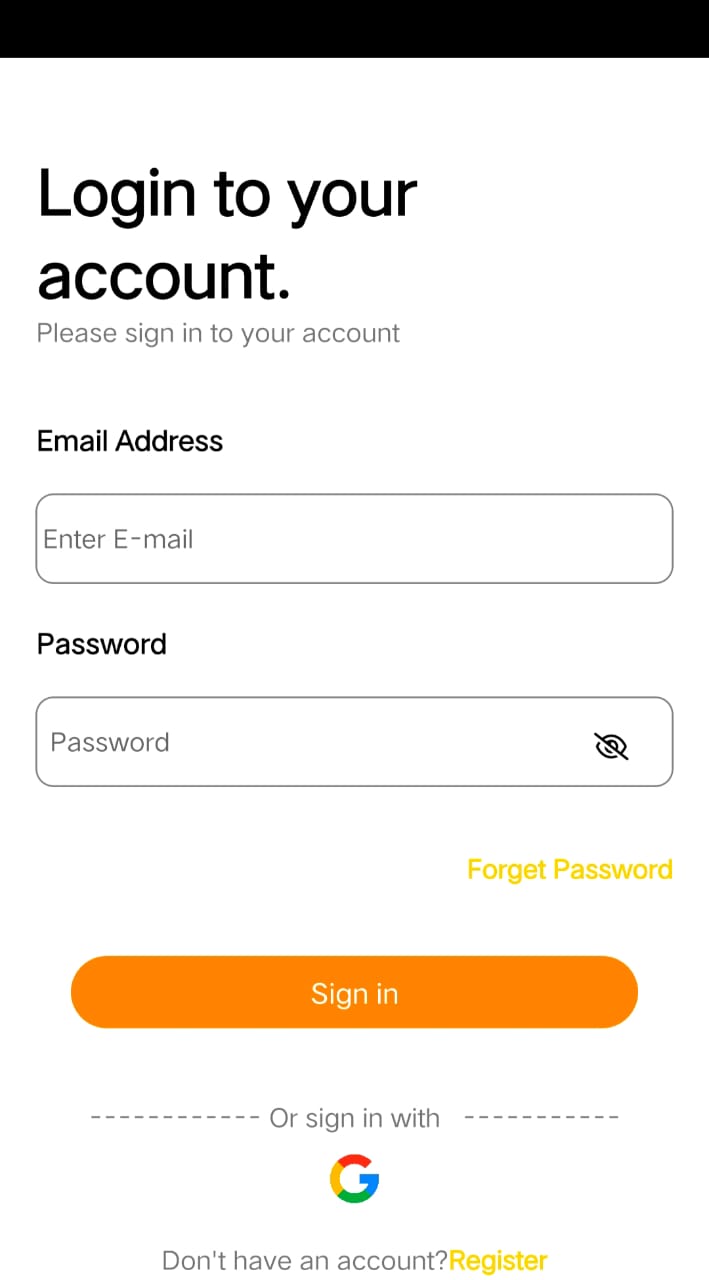 Login to your
account.
Please sign in to your account
Email Address
Enter E-mail
Password
Password
Forget Password
Sign in
------------ Or sign in with -----------
Don't have an account?Register